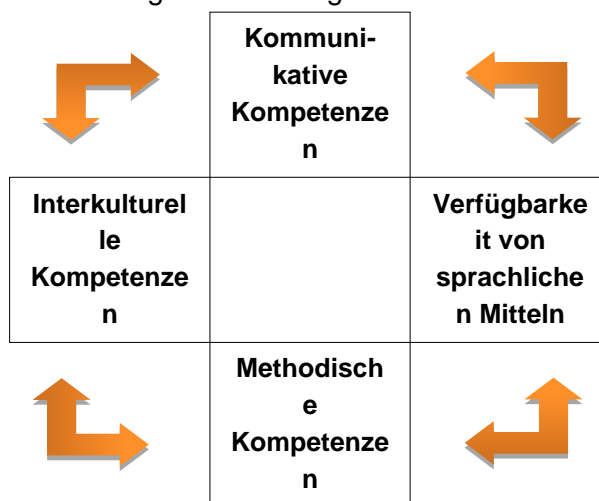 Kommuni-
kative
Kompetenze
n
Interkulturel
le
Kompetenze
n
Verfügbarke
it von
sprachliche
n Mitteln
Methodisch
e
Kompetenze
n